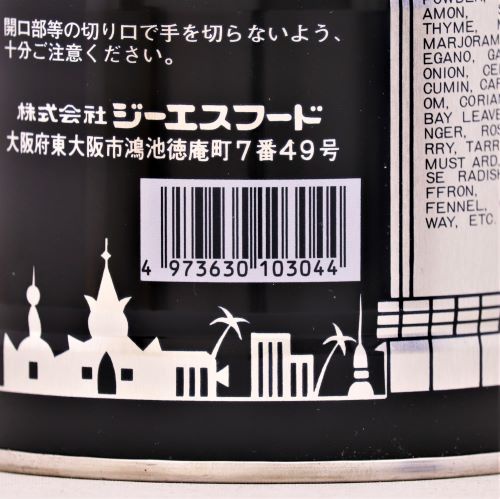 開口部等の切り口で手を切らないよう、
十分ご注意ください。
株式会社 ジーエスフード
大阪府東大阪市鴻池徳庵町7番49号
4 973630 103044
AMON,
THYME,
MARJORAM
EGANO, GA
ONION, CE
CUMIN, CAR
OM, CORIAN
BAY LEAVE
NGER, RO
RRY, TARR
MUST ARD,
SE RADISH
FFRON,
FENNEL,
WAY, ETC.